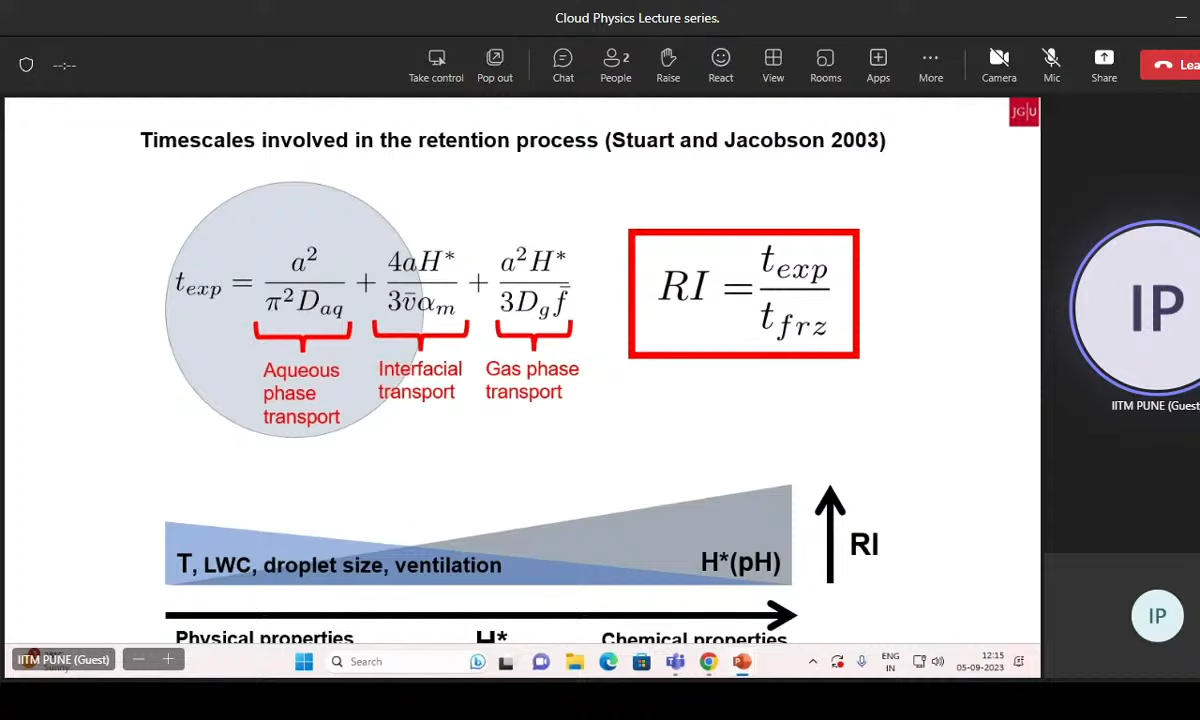 Cloud Physics Lecture series.
--:--
Take control
Pop out
Chat
People 2
Raise
React
View
Rooms
Apps
More
Camera
Mic
Share
Lea
JG|U
Timescales involved in the retention process (Stuart and Jacobson 2003)
t_exp = a²/(π²D_aq) + 4aH*/(3v̄α_m) + a²H*/(3D_g f̄)
RI = t_exp/t_frz
Aqueous phase transport
Interfacial transport
Gas phase transport
IP
IITM PUNE (Guest
T, LWC, droplet size, ventilation
H*(pH)
RI
Physical properties
H*
Chemical properties
IP
IITM PUNE (Guest)
Search
ENG
IN
12:15
05-09-2023